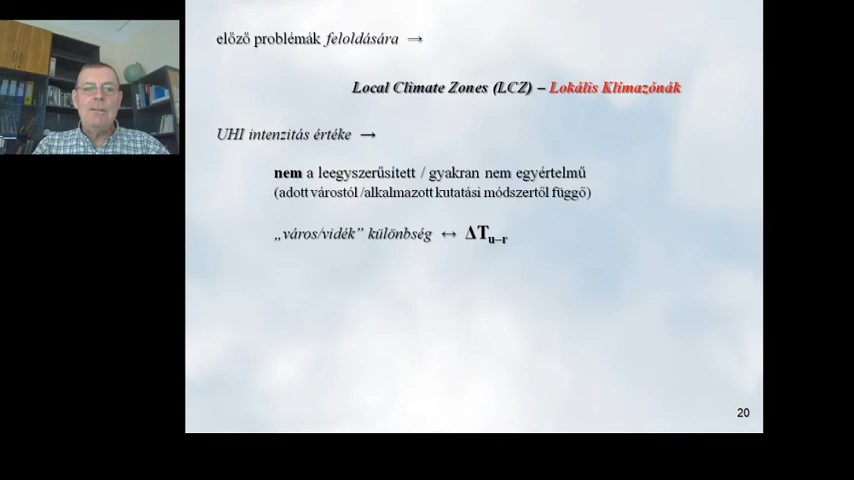 előző problémák feloldására →
Local Climate Zones (LCZ) – Lokális Klímazónák
UHI intenzitás értéke →
nem a leegyszerűsített / gyakran nem egyértelmű
(adott várostól /alkalmazott kutatási módszertől függő)
„város/vidék” különbség ↔ ΔTu–r
20